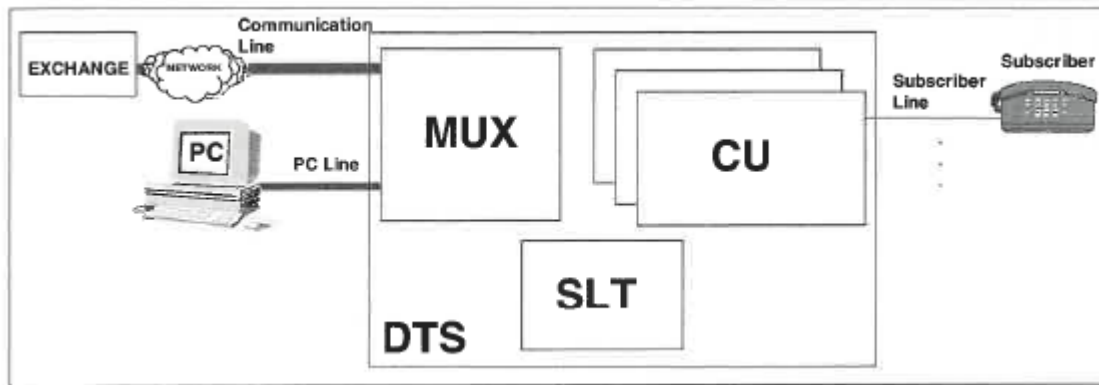 Communication
Line
EXCHANGE
NETWORK
MUX
CU
Subscriber
Subscriber
Line
PC
PC Line
SLT
DTS